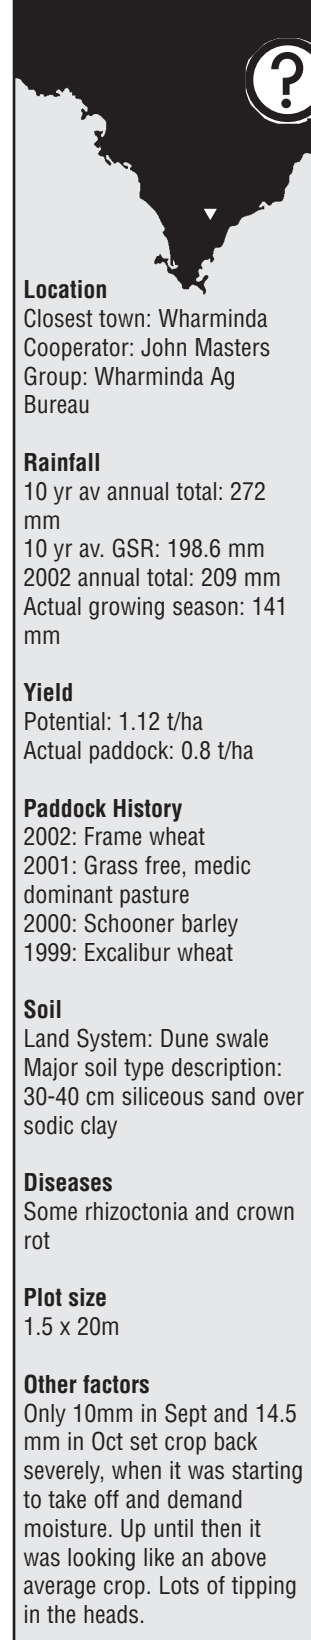 ?
Location
Closest town: Wharminda
Cooperator: John Masters
Group: Wharminda Ag
Bureau
Rainfall
10 yr av annual total: 272
mm
10 yr av. GSR: 198.6 mm
2002 annual total: 209 mm
Actual growing season: 141
mm
Yield
Potential: 1.12 t/ha
Actual paddock: 0.8 t/ha
Paddock History
2002: Frame wheat
2001: Grass free, medic
dominant pasture
2000: Schooner barley
1999: Excalibur wheat
Soil
Land System: Dune swale
Major soil type description:
30-40 cm siliceous sand over
sodic clay
Diseases
Some rhizoctonia and crown
rot
Plot size
1.5 x 20m
Other factors
Only 10mm in Sept and 14.5
mm in Oct set crop back
severely, when it was starting
to take off and demand
moisture. Up until then it
was looking like an above
average crop. Lots of tipping
in the heads.